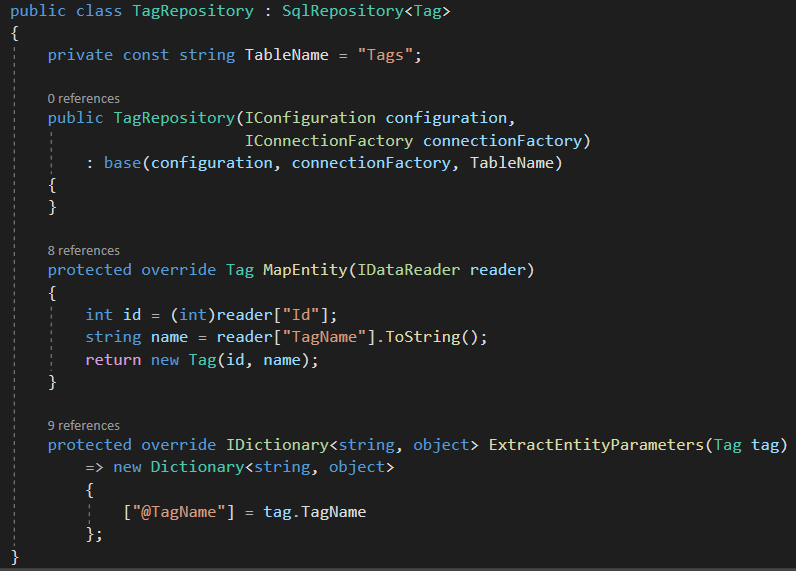 public class TagRepository : SqlRepository<Tag>
{
private const string TableName = "Tags";
0 references
public TagRepository(IConfiguration configuration,
IConnectionFactory connectionFactory)
: base(configuration, connectionFactory, TableName)
{
}
8 references
protected override Tag MapEntity(IDataReader reader)
{
int id = (int)reader["Id"];
string name = reader["TagName"].ToString();
return new Tag(id, name);
}
9 references
protected override IDictionary<string, object> ExtractEntityParameters(Tag tag)
=> new Dictionary<string, object>
{
["@TagName"] = tag.TagName
};
}